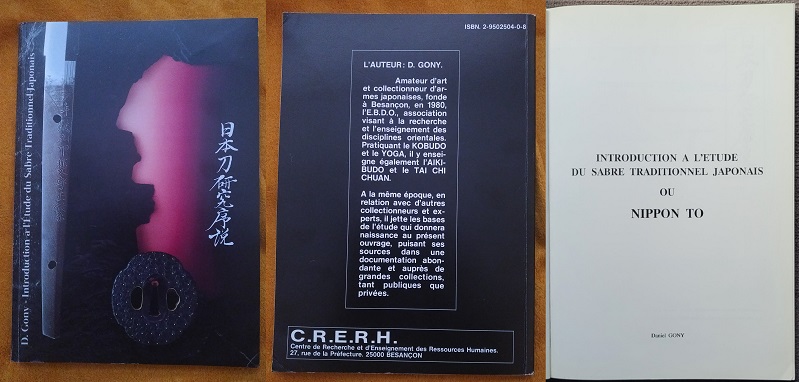 D. Gony - Introduction à l'Etude du Sabre Traditionnel Japonais
日本刀研究序説
ISBN. 2-9502504-0-8
L'AUTEUR: D. GONY.
Amateur d'art
et collectionneur d'ar-
mes japonaises, fonde
à Besançon, en 1980,
l'E.B.D.O., association
visant à la recherche
et l'enseignement des
disciplines orientales.
Pratiquant le KOBUDO
et le YOGA, il y ensei-
gne également l'AIKI-
BUDO et le TAI CHI
CHUAN.
A la même époque, en
relation avec d'autres
collectionneurs et ex-
perts, il jette les bases
de l'étude qui donnera
naissance au présent
ouvrage, puisant ses
sources dans une
documentation abon-
dante et auprès de
grandes collections,
tant publiques que
privées.
C.R.E.R.H.
Centre de Recherche et d'Enseignement des Ressources Humaines.
27, rue de la Préfecture. 25000 BESANÇON
INTRODUCTION A L'ETUDE
DU SABRE TRADITIONNEL JAPONAIS
OU
NIPPON TO
Daniel GONY